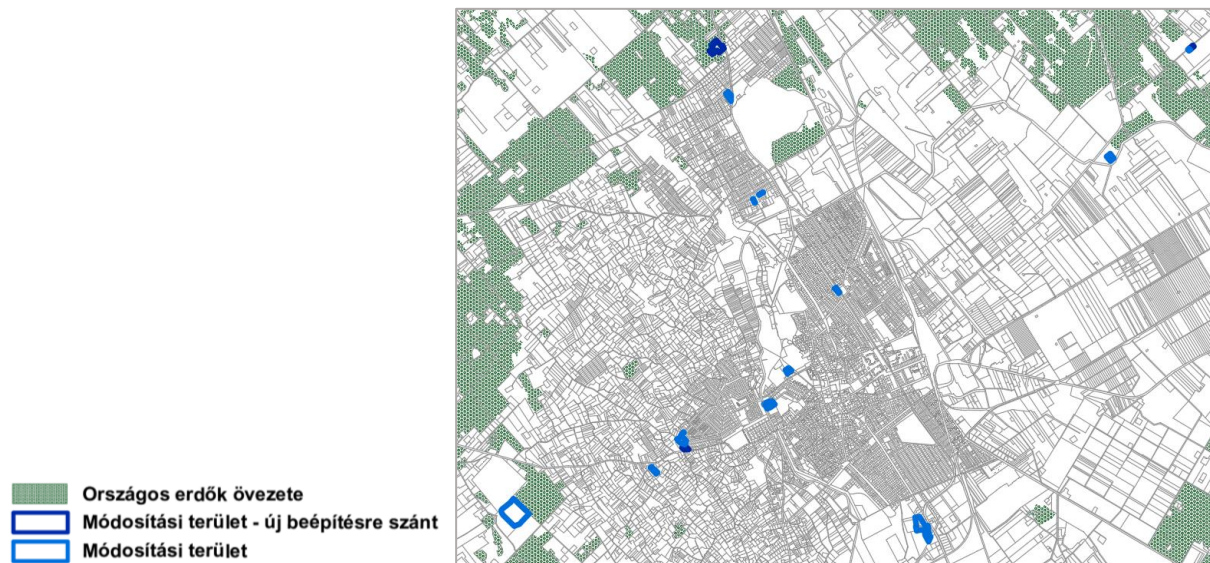 Országos erdők övezete
Módosítási terület - új beépítésre szánt
Módosítási terület